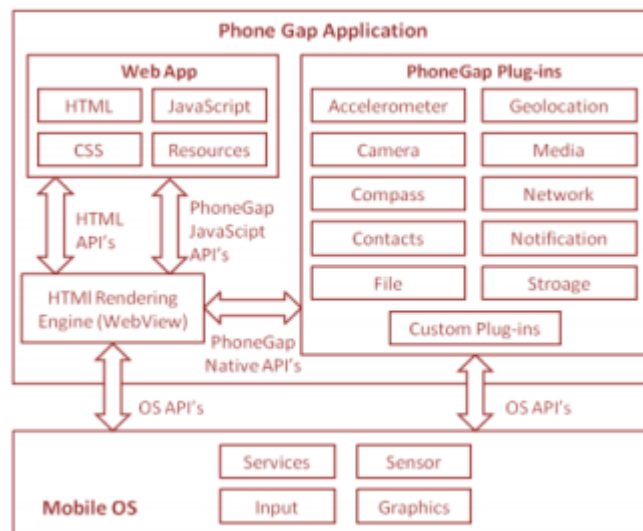 Phone Gap Application
Web App
HTML
JavaScript
CSS
Resources
HTML
API's
PhoneGap
JavaScipt
API's
HTMl Rendering
Engine (WebView)
PhoneGap
Native API's
PhoneGap Plug-ins
Accelerometer
Geolocation
Camera
Media
Compass
Network
Contacts
Notification
File
Stroage
Custom Plug-ins
OS API's
OS API's
Mobile OS
Services
Sensor
Input
Graphics